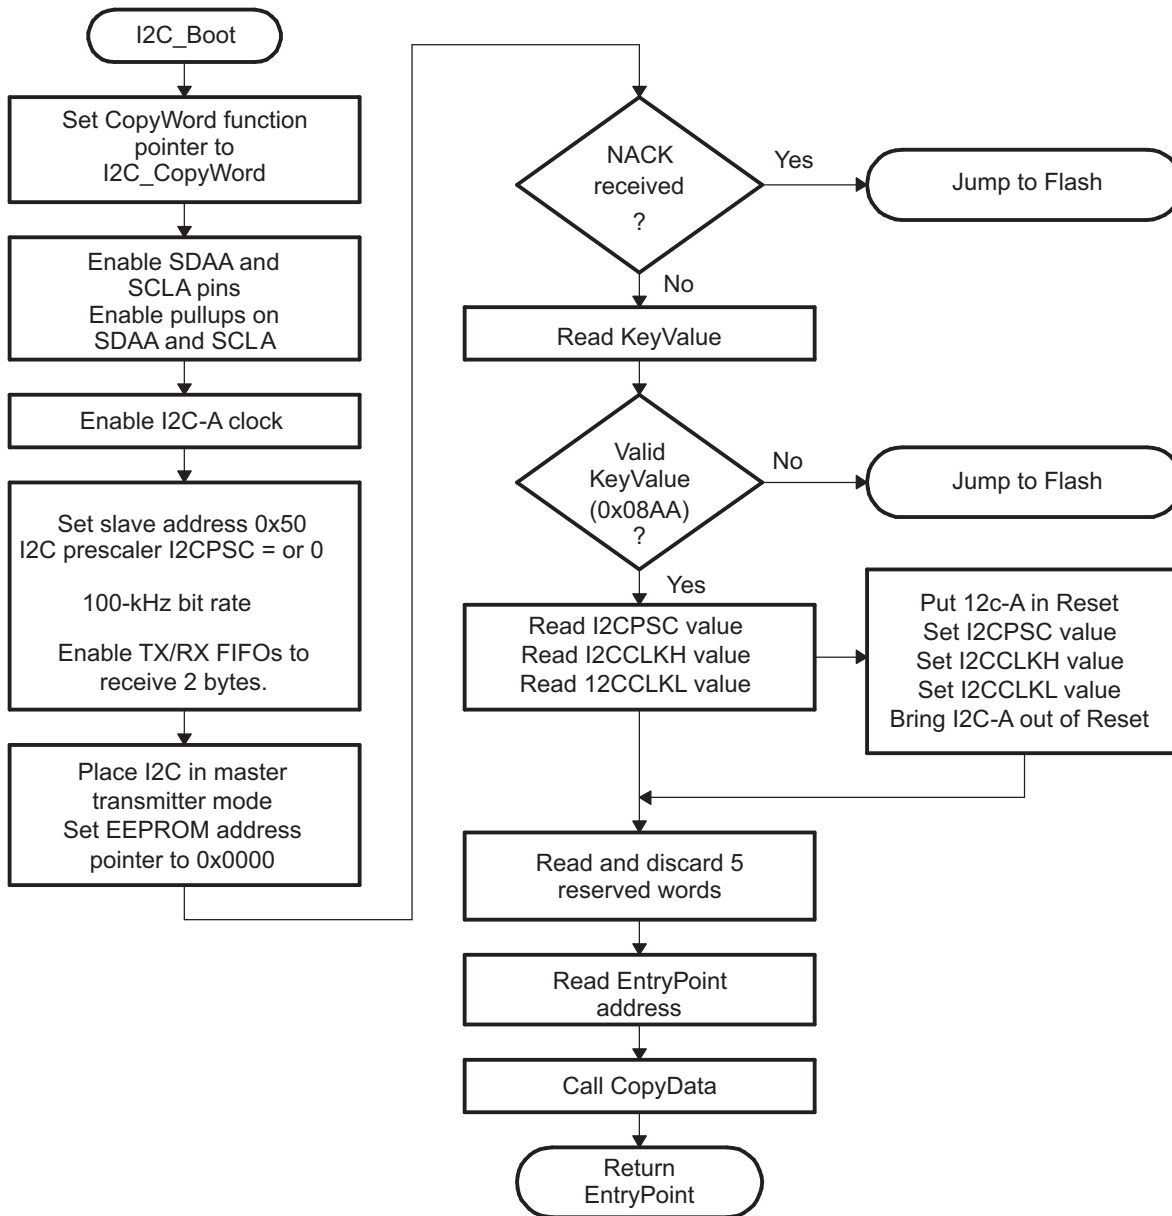 I2C_Boot
Set CopyWord function
pointer to
I2C_CopyWord
Enable SDAA and
SCLA pins
Enable pullups on
SDAA and SCLA
Enable I2C-A clock
Set slave address 0x50
I2C prescaler I2CPSC = or 0
100-kHz bit rate
Enable TX/RX FIFOs to
receive 2 bytes.
Place I2C in master
transmitter mode
Set EEPROM address
pointer to 0x0000
NACK
received
?
Yes
Jump to Flash
No
Read KeyValue
Valid
KeyValue
(0x08AA)
?
No
Jump to Flash
Yes
Read I2CPSC value
Read I2CCLKH value
Read 12CCLKL value
Put 12c-A in Reset
Set I2CPSC value
Set I2CCLKH value
Set I2CCLKL value
Bring I2C-A out of Reset
Read and discard 5
reserved words
Read EntryPoint
address
Call CopyData
Return
EntryPoint